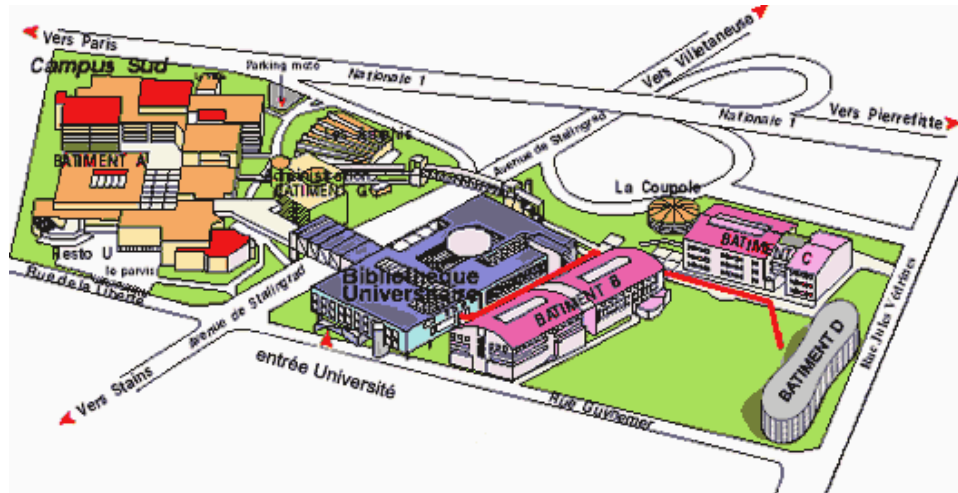 Vers Paris
Campus Sud
Parking moto
Nationale 1
Vers Villetaneuse
Nationale 1
Vers Pierrefitte
Les Amphis
Avenue de Stalingrad
BATIMENT A
Administration
BATIMENT G
La Coupole
BATIMENT
C
Resto U
le parvis
Rue de la Liberté
Bibliothèque
Universitaire
BATIMENT B
Avenue de Stalingrad
Rue Jules Védrines
BATIMENT D
entrée Université
Vers Stains
Rue Guynemer